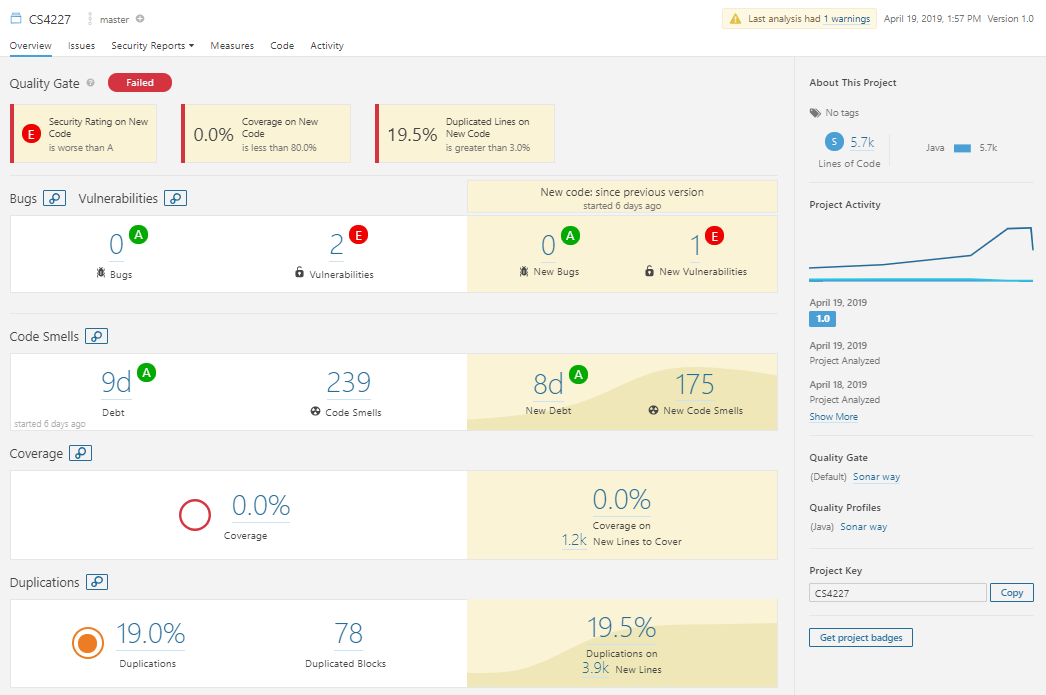 CS4227
master
Last analysis had 1 warnings
April 19, 2019, 1:57 PM Version 1.0
Overview Issues Security Reports Measures Code Activity
Quality Gate
Failed
E
Security Rating on New
Code
is worse than A
0.0%
Coverage on New
Code
is less than 80.0%
19.5%
Duplicated Lines on
New Code
is greater than 3.0%
Bugs
Vulnerabilities
New code: since previous version
started 6 days ago
0 A
Bugs
2 E
Vulnerabilities
0 A
New Bugs
1 E
New Vulnerabilities
Code Smells
9d A
Debt
started 6 days ago
239
Code Smells
8d A
New Debt
175
New Code Smells
Coverage
0.0%
Coverage
0.0%
Coverage on
1.2k New Lines to Cover
Duplications
19.0%
Duplications
78
Duplicated Blocks
19.5%
Duplications on
3.9k New Lines
About This Project
No tags
S 5.7k
Lines of Code
Java 5.7k
Project Activity
April 19, 2019
1.0
April 19, 2019
Project Analyzed
April 18, 2019
Project Analyzed
Show More
Quality Gate
(Default) Sonar way
Quality Profiles
(Java) Sonar way
Project Key
CS4227
Copy
Get project badges